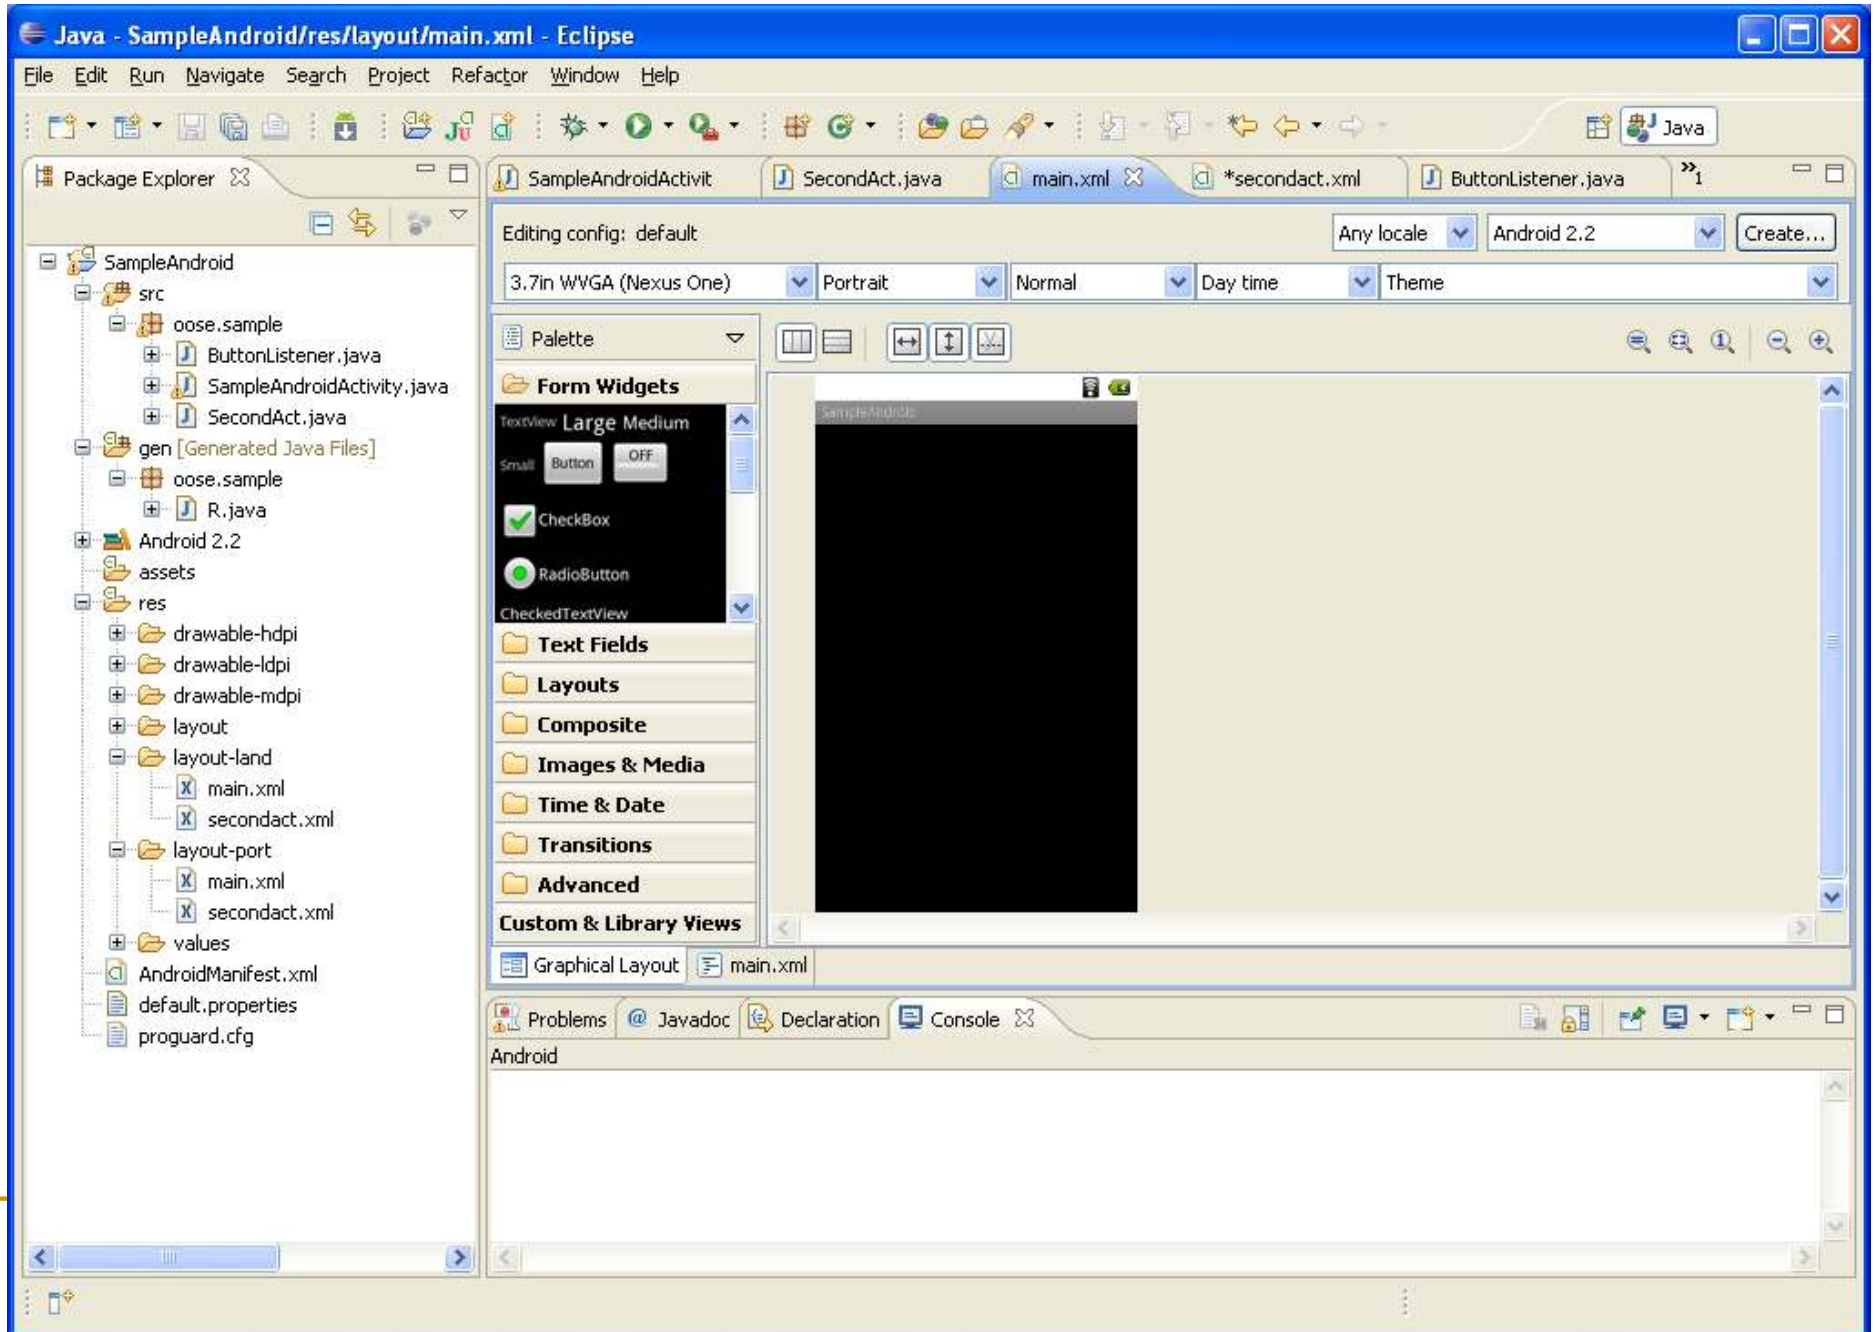 Java - SampleAndroid/res/layout/main.xml - Eclipse
File Edit Run Navigate Search Project Refactor Window Help
Java
Package Explorer
SampleAndroid
src
oose.sample
ButtonListener.java
SampleAndroidActivity.java
SecondAct.java
gen [Generated Java Files]
oose.sample
R.java
Android 2.2
assets
res
drawable-hdpi
drawable-ldpi
drawable-mdpi
layout
layout-land
main.xml
secondact.xml
layout-port
main.xml
secondact.xml
values
AndroidManifest.xml
default.properties
proguard.cfg
SampleAndroidActivit SecondAct.java main.xml *secondact.xml ButtonListener.java »1
Editing config: default Any locale Android 2.2 Create...
3.7in WVGA (Nexus One) Portrait Normal Day time Theme
Palette
Form Widgets
TextView Large Medium
Small Button OFF
CheckBox
RadioButton
CheckedTextView
Text Fields
Layouts
Composite
Images & Media
Time & Date
Transitions
Advanced
Custom & Library Views
SampleAndroid
Graphical Layout main.xml
Problems @ Javadoc Declaration Console
Android